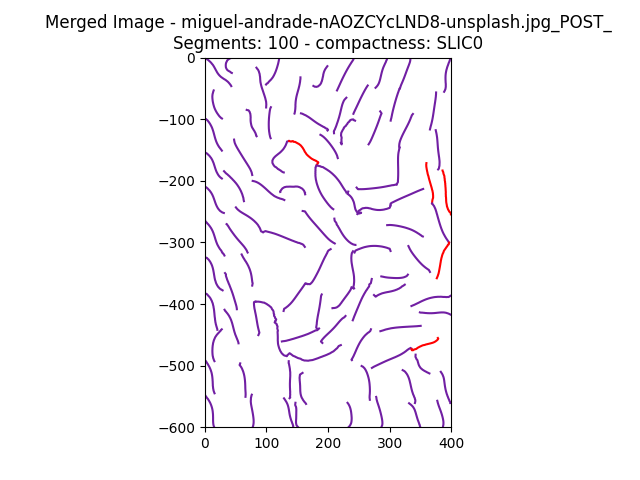 Merged Image - miguel-andrade-nAOZCYcLND8-unsplash.jpg_POST_
Segments: 100 - compactness: SLIC0
0
−100
−200
−300
−400
−500
−600
0 100 200 300 400